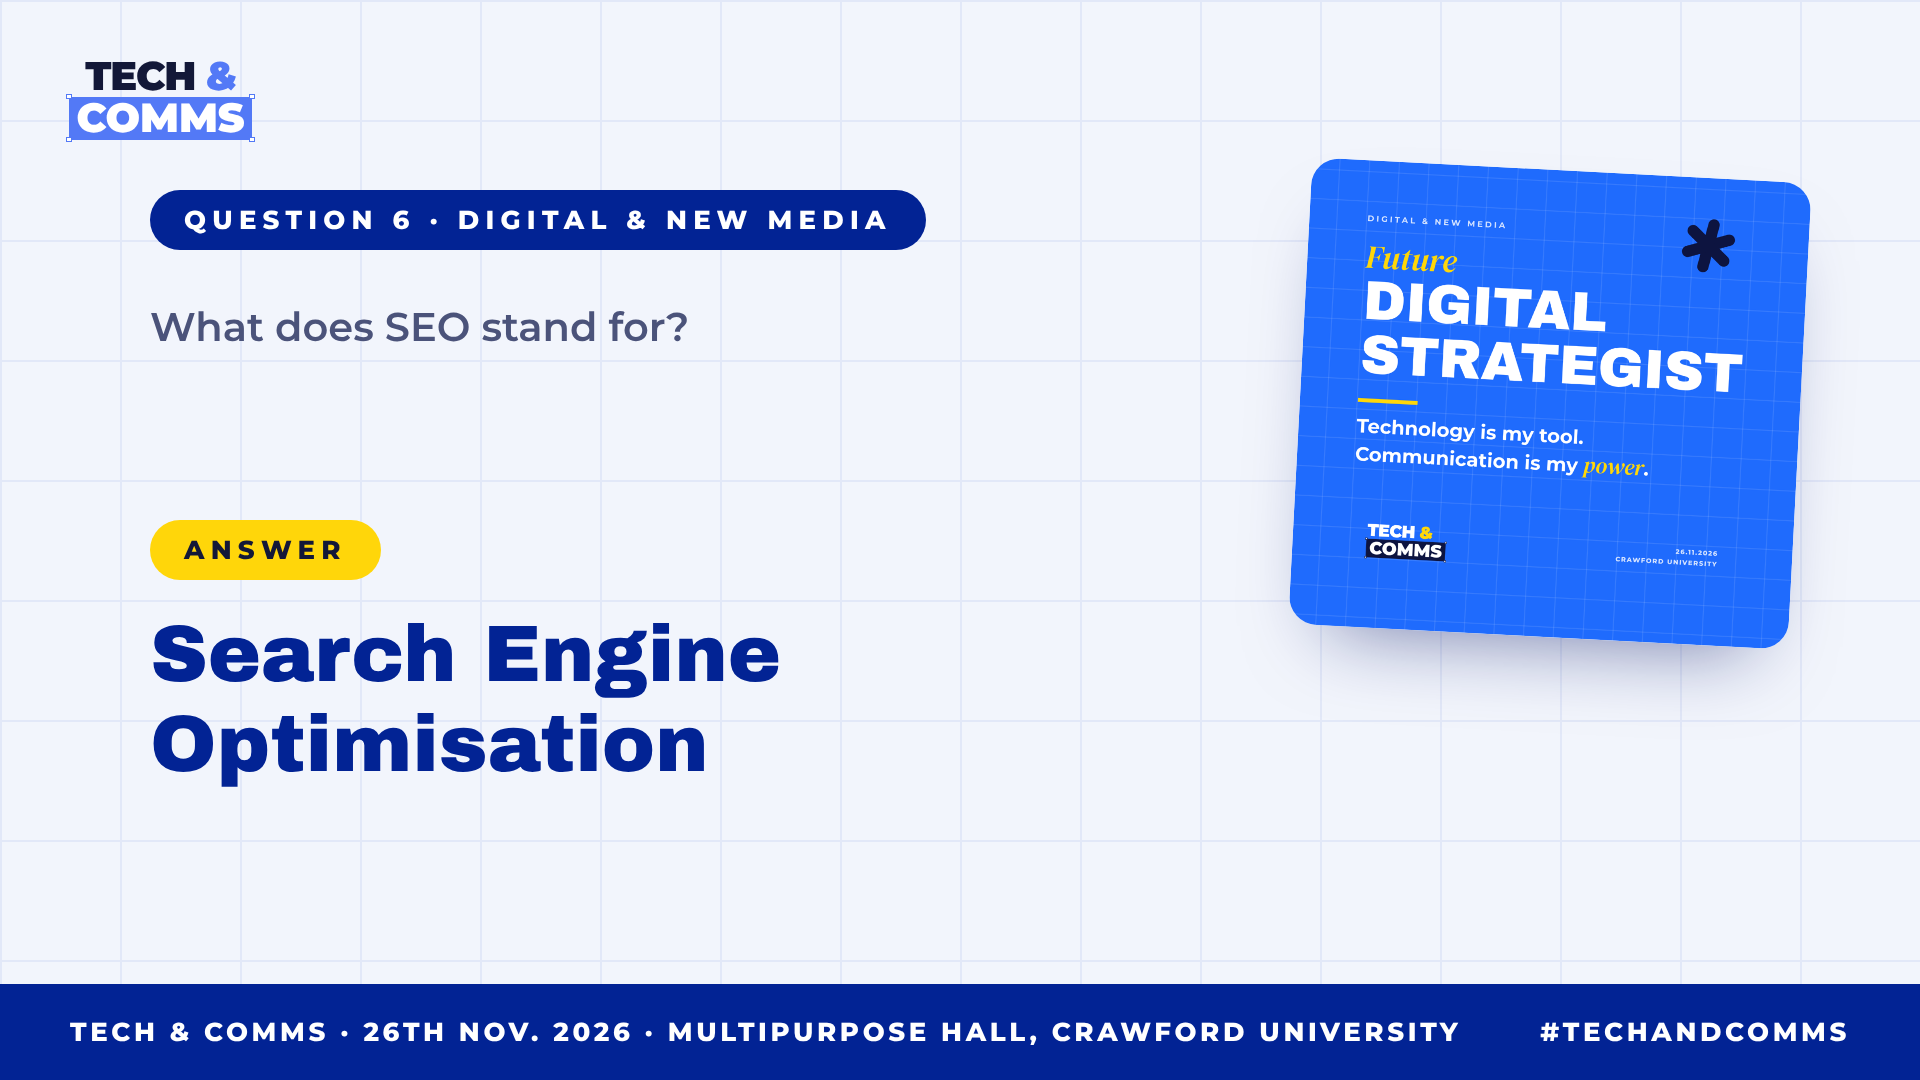 TECH &
COMMS
QUESTION 6 · DIGITAL & NEW MEDIA
What does SEO stand for?
ANSWER
Search Engine
Optimisation
DIGITAL & NEW MEDIA
Future
DIGITAL
STRATEGIST
Technology is my tool.
Communication is my power.
TECH &
COMMS
26.11.2026
CRAWFORD UNIVERSITY
TECH & COMMS · 26TH NOV. 2026 · MULTIPURPOSE HALL, CRAWFORD UNIVERSITY
#TECHANDCOMMS